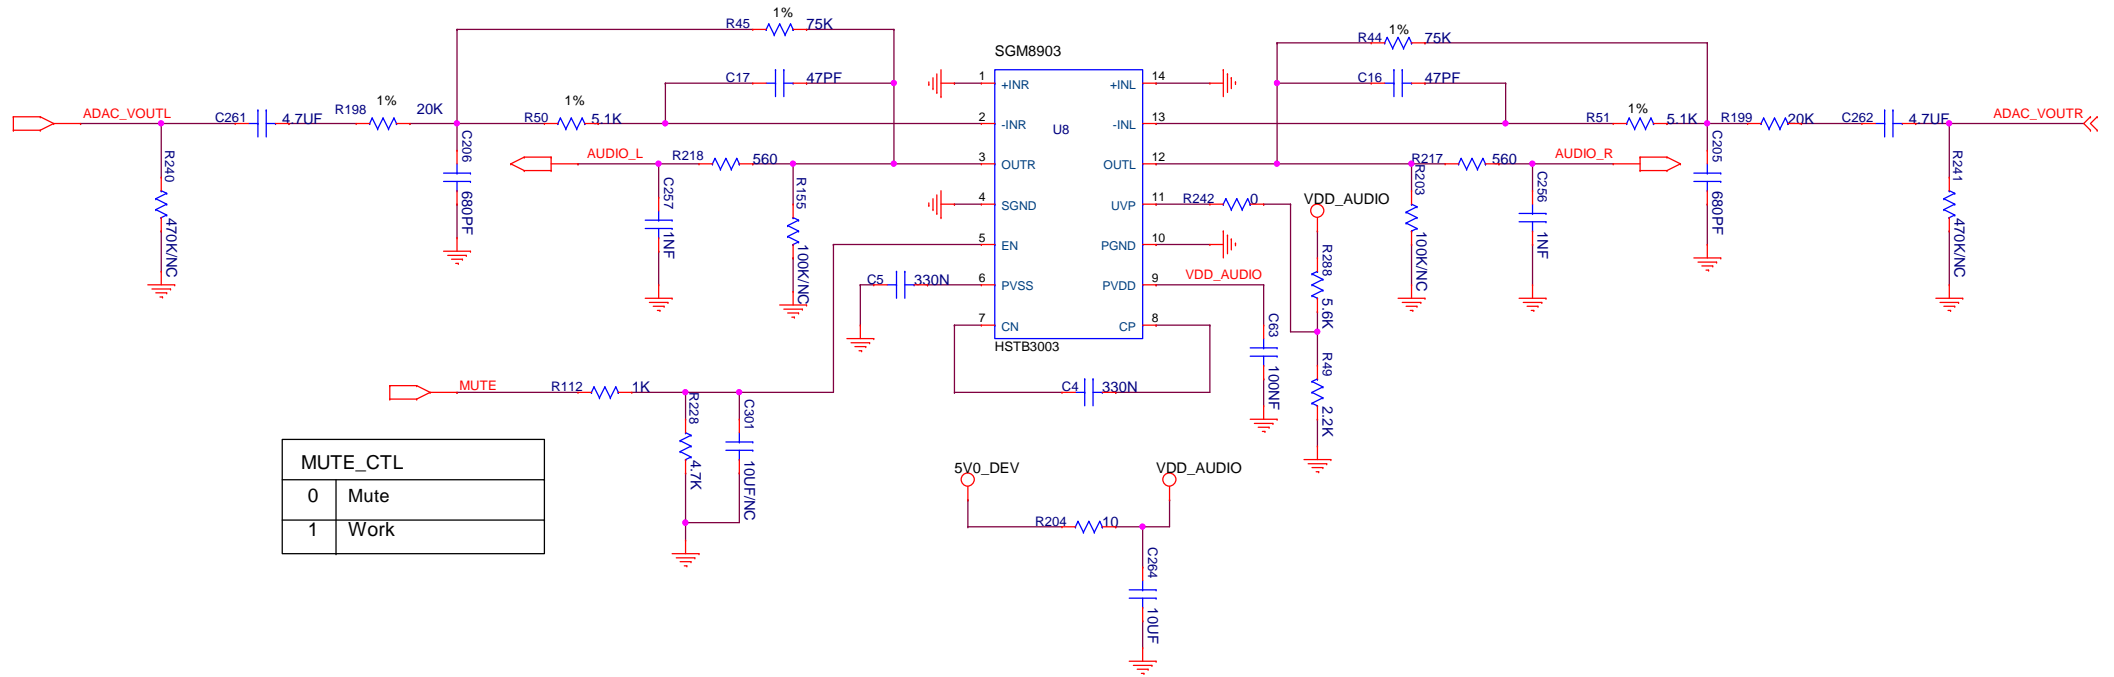 R45
1%
75K
R44
1%
75K
SGM8903
C17
47PF
1
+INR
+INL
14
C16
47PF
ADAC_VOUTL
C261
4.7UF
R198
1%
20K
R50
1%
5.1K
2
-INR
U8
-INL
13
R51
1%
5.1K
R199
20K
C262
4.7UF
ADAC_VOUTR
C206
680PF
C205
680PF
AUDIO_L
R218
560
3
OUTR
OUTL
12
R217
560
AUDIO_R
R240
470K/NC
C257
1NF
R155
100K/NC
R203
100K/NC
C256
1NF
R241
470K/NC
4
SGND
UVP
11
R242
0
VDD_AUDIO
5
EN
PGND
10
R288
5.6K
C5
330N
6
PVSS
PVDD
9
VDD_AUDIO
7
CN
CP
8
HSTB3003
C63
100NF
R49
2.2K
MUTE
R112
1K
C4
330N
R228
4.7K
C301
10UF/NC
MUTE_CTL
0
Mute
1
Work
5V0_DEV
VDD_AUDIO
R204
10
C264
10UF